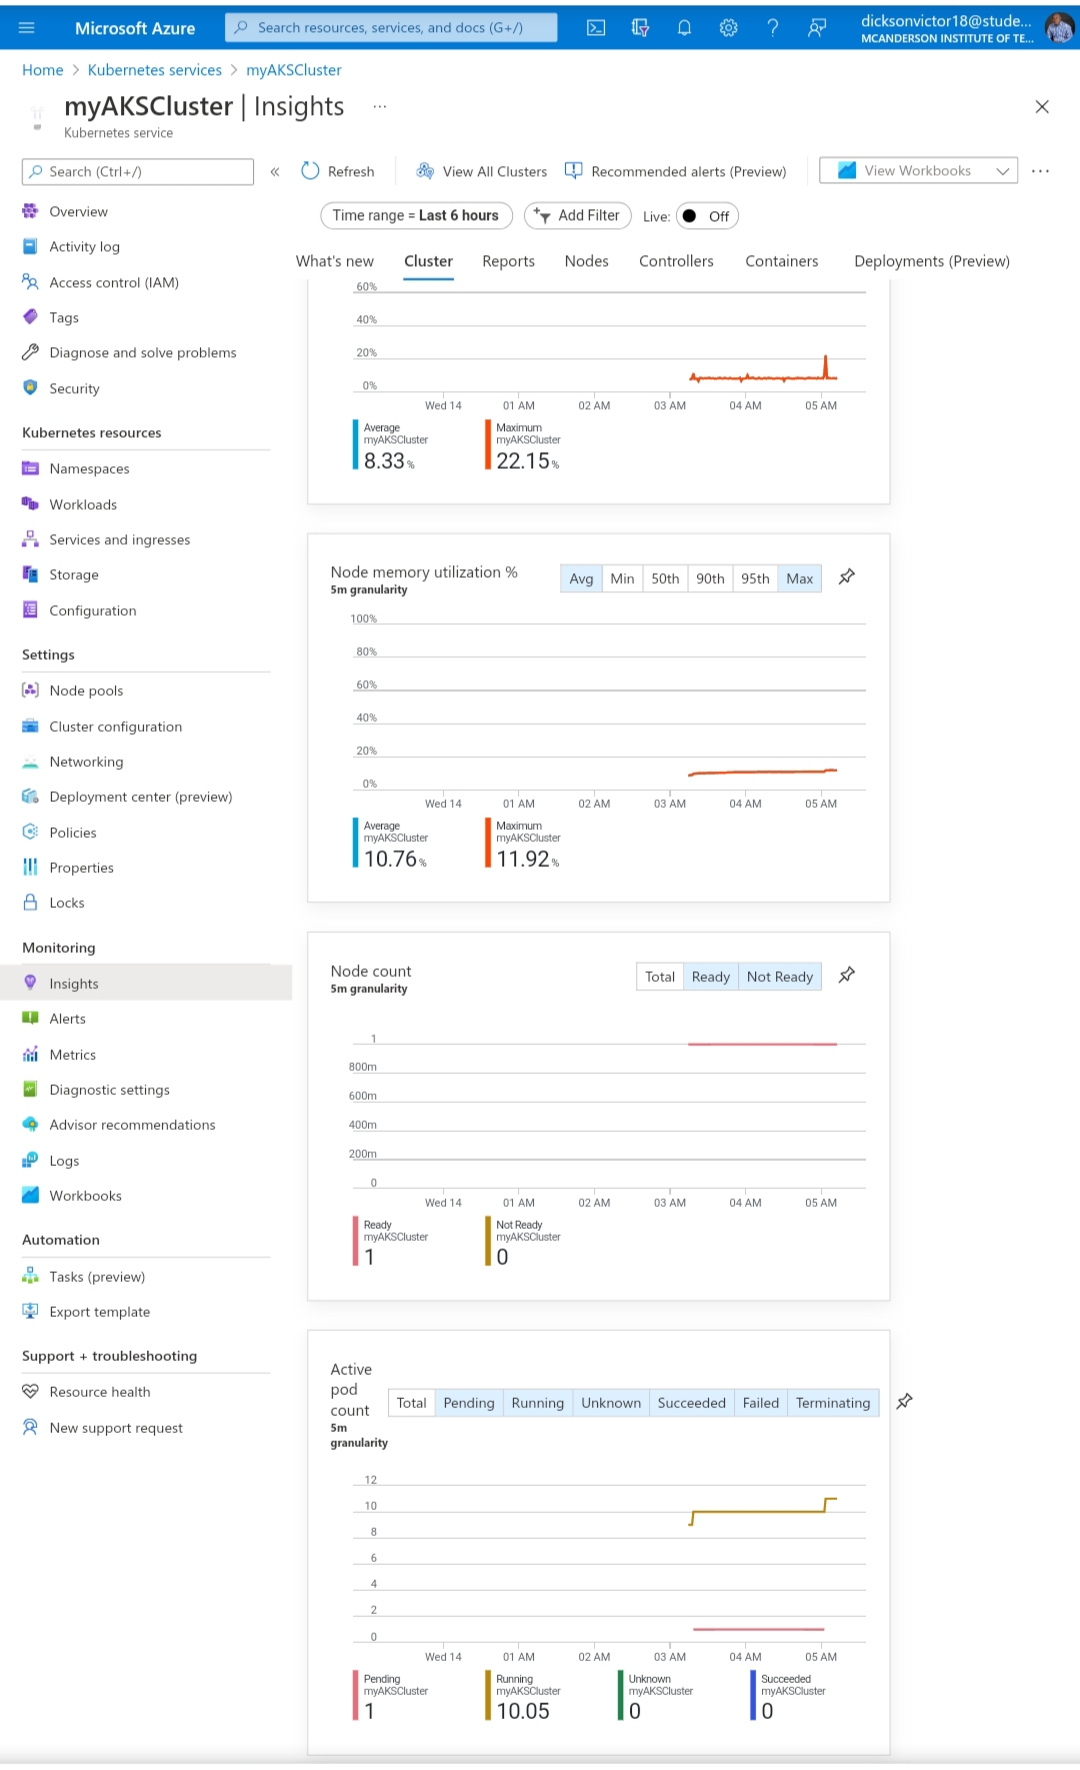 Microsoft Azure
Search resources, services, and docs (G+/)
dicksonvictor18@stude...
MCANDERSON INSTITUTE OF TE...
Home > Kubernetes services > myAKSCluster
myAKSCluster | Insights ...
Kubernetes service
Search (Ctrl+/)
«
Refresh
View All Clusters
Recommended alerts (Preview)
View Workbooks
...
Time range = Last 6 hours
Add Filter
Live: Off
What's new
Cluster
Reports
Nodes
Controllers
Containers
Deployments (Preview)
Overview
Activity log
Access control (IAM)
Tags
Diagnose and solve problems
Security
Kubernetes resources
Namespaces
Workloads
Services and ingresses
Storage
Configuration
Settings
Node pools
Cluster configuration
Networking
Deployment center (preview)
Policies
Properties
Locks
Monitoring
Insights
Alerts
Metrics
Diagnostic settings
Advisor recommendations
Logs
Workbooks
Automation
Tasks (preview)
Export template
Support + troubleshooting
Resource health
New support request
60%
40%
20%
0%
Wed 14 01 AM 02 AM 03 AM 04 AM 05 AM
Average
myAKSCluster
8.33%
Maximum
myAKSCluster
22.15%
Node memory utilization %
5m granularity
Avg Min 50th 90th 95th Max
100%
80%
60%
40%
20%
0%
Wed 14 01 AM 02 AM 03 AM 04 AM 05 AM
Average
myAKSCluster
10.76%
Maximum
myAKSCluster
11.92%
Node count
5m granularity
Total Ready Not Ready
1
800m
600m
400m
200m
0
Wed 14 01 AM 02 AM 03 AM 04 AM 05 AM
Ready
myAKSCluster
1
Not Ready
myAKSCluster
0
Active
pod
count
5m
granularity
Total Pending Running Unknown Succeeded Failed Terminating
12
10
8
6
4
2
0
Wed 14 01 AM 02 AM 03 AM 04 AM 05 AM
Pending
myAKSCluster
1
Running
myAKSCluster
10.05
Unknown
myAKSCluster
0
Succeeded
myAKSCluster
0